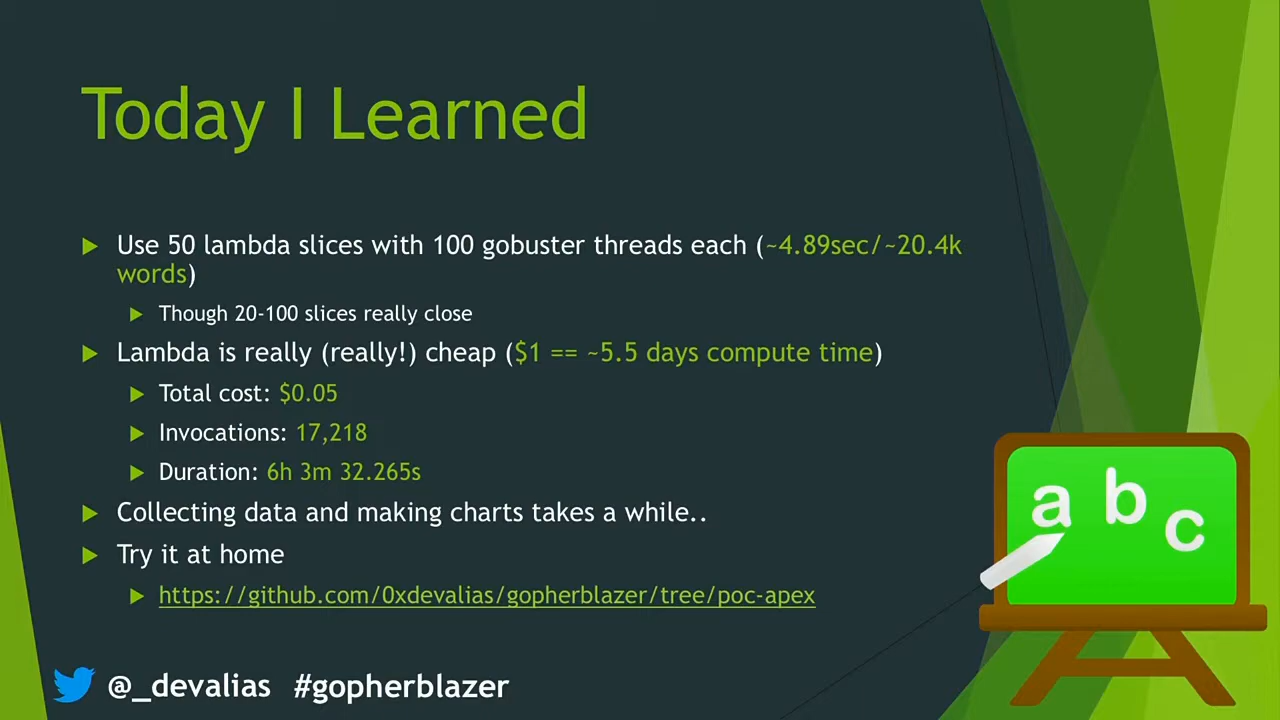 Today I Learned
Use 50 lambda slices with 100 gobuster threads each (~4.89sec/~20.4k
words)
Though 20-100 slices really close
Lambda is really (really!) cheap ($1 == ~5.5 days compute time)
Total cost: $0.05
Invocations: 17,218
Duration: 6h 3m 32.265s
Collecting data and making charts takes a while..
Try it at home
https://github.com/0xdevalias/gopherblazer/tree/poc-apex
a b c
@_devalias #gopherblazer